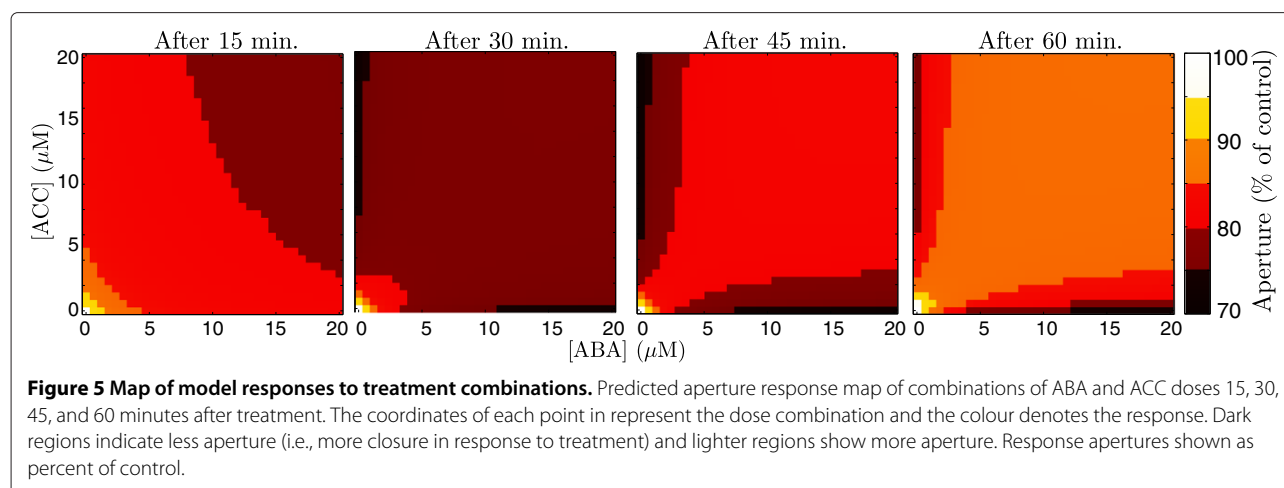 After 15 min. After 30 min. After 45 min. After 60 min.
20 15 10 5 0
[ACC] (μM)
0 5 10 15 20 0 5 10 15 20 0 5 10 15 20 0 5 10 15 20
[ABA] (μM)
100 90 80 70
Aperture (% of control)
Figure 5 Map of model responses to treatment combinations. Predicted aperture response map of combinations of ABA and ACC doses 15, 30,
45, and 60 minutes after treatment. The coordinates of each point in represent the dose combination and the colour denotes the response. Dark
regions indicate less aperture (i.e., more closure in response to treatment) and lighter regions show more aperture. Response apertures shown as
percent of control.